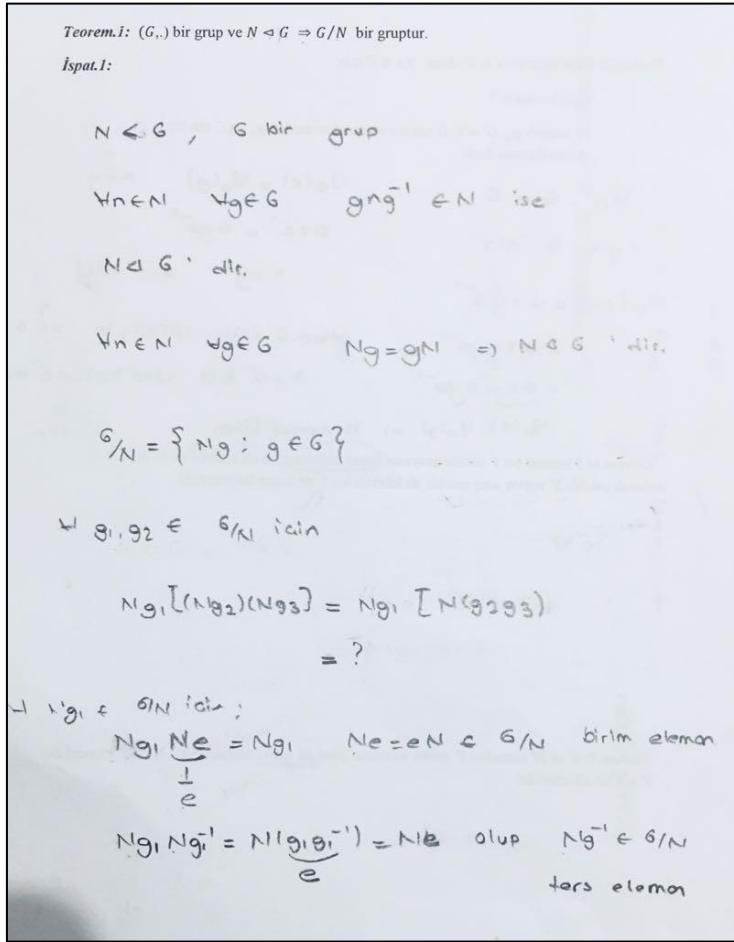 Teorem.1: (G,.) bir grup ve N ⊲ G ⇒ G/N bir gruptur.
İspat.1:
N ≤ G , G bir grup
∀n∈N ∀g∈G gng⁻¹ ∈ N ise
N⊲ G ' dir.
∀n∈N ∀g∈G Ng=gN => N⊲G 'dir.
G/N = { Ng : g∈G }
∀ g₁,g₂ ∈ G/N icin
Ng₁[(Ng₂)(Ng₃] = Ng₁ [N(g₂g₃)
= ?
∀ Ng₁ ∈ G/N icin;
Ng₁ Ne = Ng₁ Ne=eN ∈ G/N birim eleman
e
Ng₁ Ng₁⁻¹ = N(g₁g₁⁻¹) = Ne olup Ng⁻¹ ∈ G/N
e
ters eleman